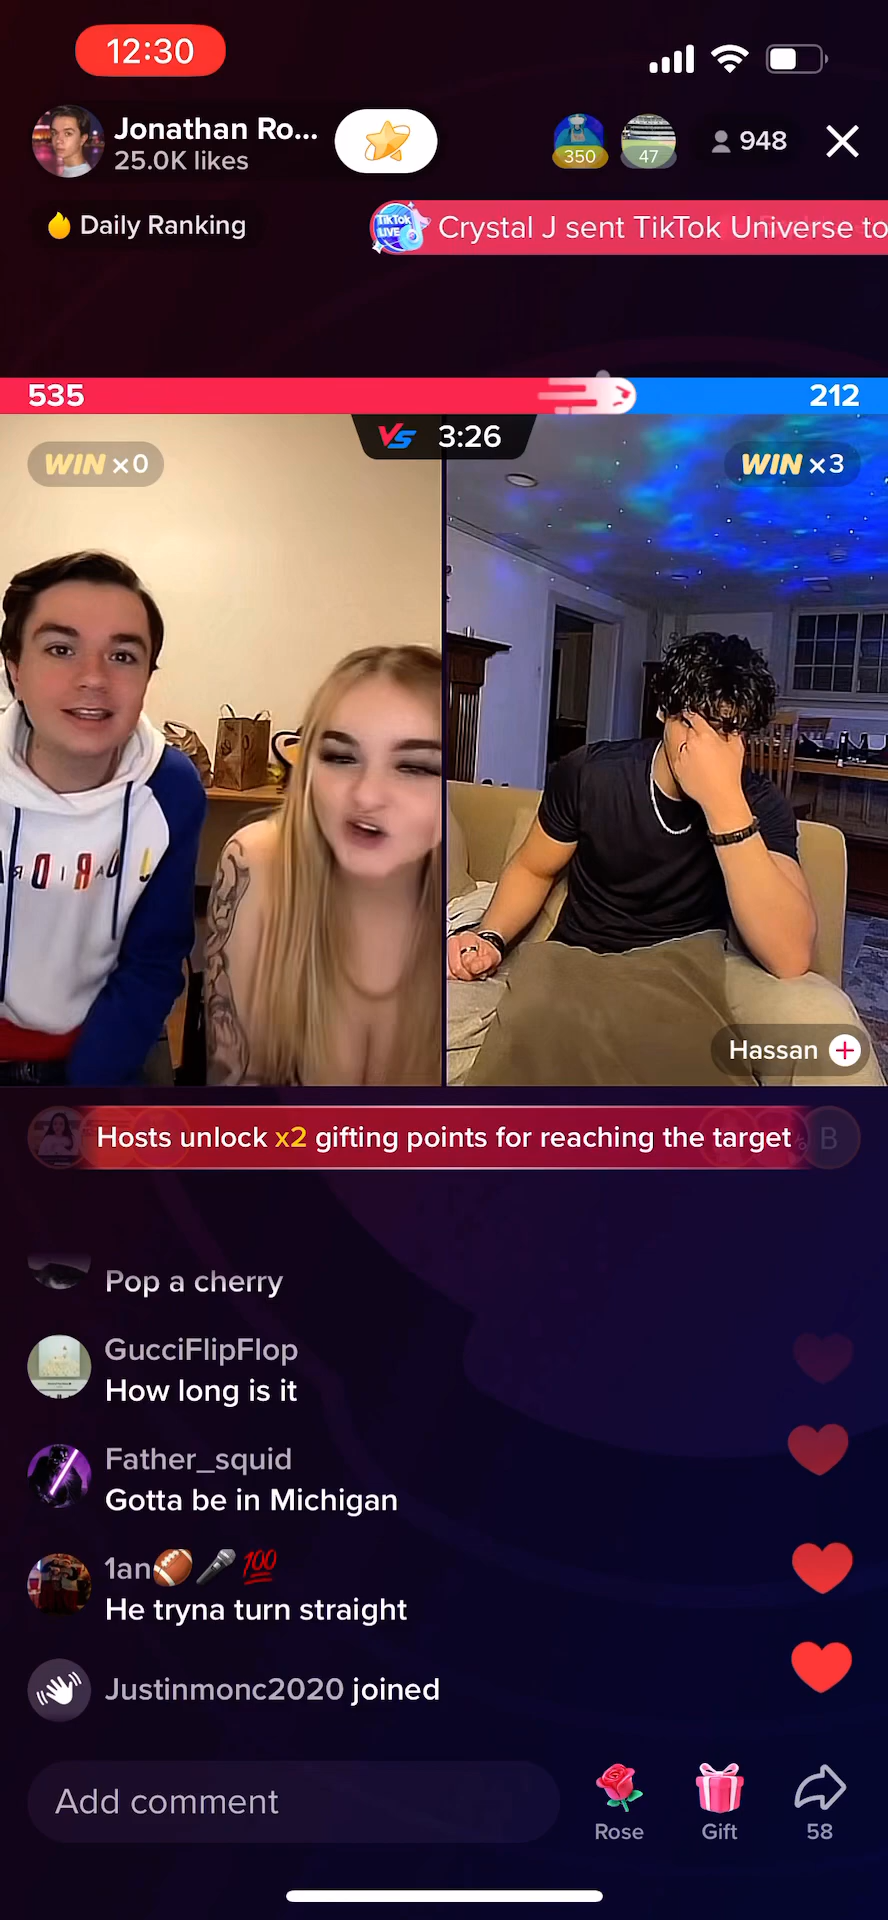 12:30
Jonathan Ro...
25.0K likes
350
47
948
Daily Ranking
TikTok LIVE
Crystal J sent TikTok Universe to
535
212
VS 3:26
WIN x0
WIN x3
Hassan
Hosts unlock x2 gifting points for reaching the target
B
Pop a cherry
GucciFlipFlop
How long is it
Father_squid
Gotta be in Michigan
1an🏈🎤💯
He tryna turn straight
Justinmonc2020 joined
Add comment
Rose
Gift
58